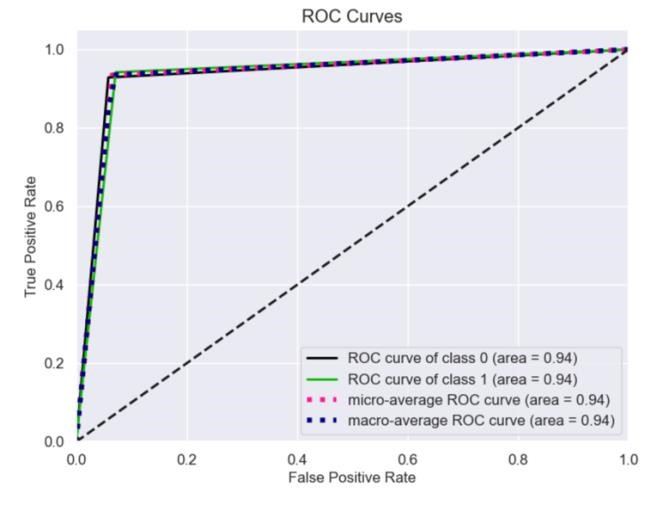 ROC Curves
1.0
0.8
0.6
0.4
0.2
0.0
True Positive Rate
ROC curve of class 0 (area = 0.94)
ROC curve of class 1 (area = 0.94)
micro-average ROC curve (area = 0.94)
macro-average ROC curve (area = 0.94)
0.0 0.2 0.4 0.6 0.8 1.0
False Positive Rate